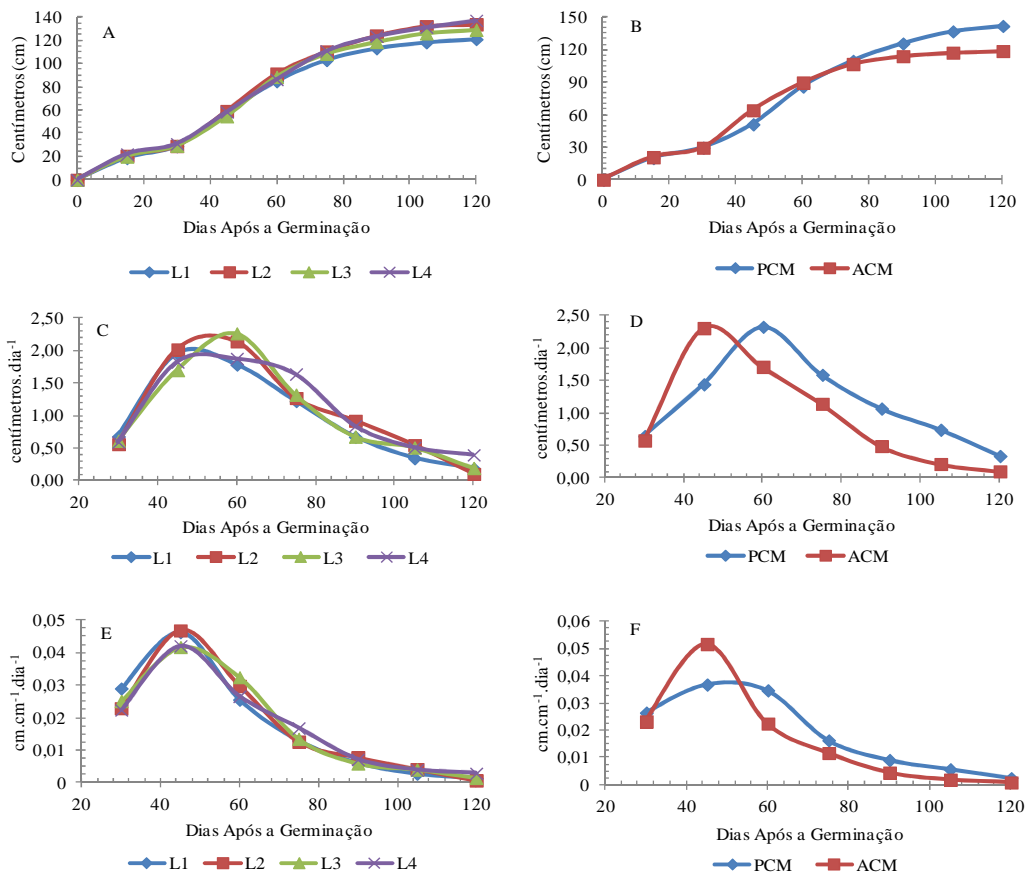 A
Centímetros (cm)
140
120
100
80
60
40
20
0
0 20 40 60 80 100 120
Dias Após a Germinação
L1 L2 L3 L4
B
Centímetros (cm)
150
120
90
60
30
0
0 20 40 60 80 100 120
Dias Após a Germinação
PCM ACM
C
centímetros.dia-1
2,50
2,00
1,50
1,00
0,50
0,00
20 40 60 80 100 120
Dias Após a Germinação
L1 L2 L3 L4
D
centímetros.dia-1
2,50
2,00
1,50
1,00
0,50
0,00
20 40 60 80 100 120
Dias Após a Germinação
PCM ACM
E
cm.cm-1.dia-1
0,05
0,04
0,03
0,02
0,01
0
20 40 60 80 100 120
Dias Após a Germinação
L1 L2 L3 L4
F
cm.cm-1.dia-1
0,06
0,05
0,04
0,03
0,02
0,01
0
20 40 60 80 100 120
Dias Após a Germinação
PCM ACM